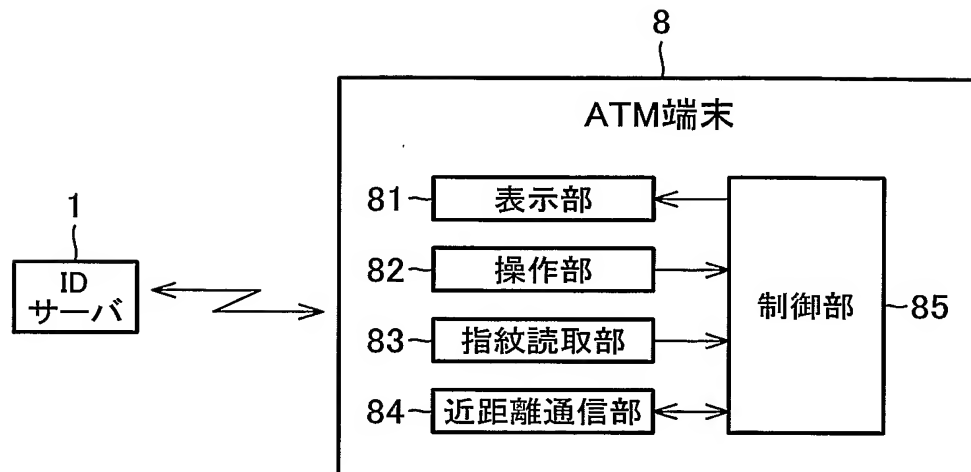 8
ATM端末
1
ID
サーバ
81
表示部
82
操作部
83
指紋読取部
84
近距離通信部
制御部
85